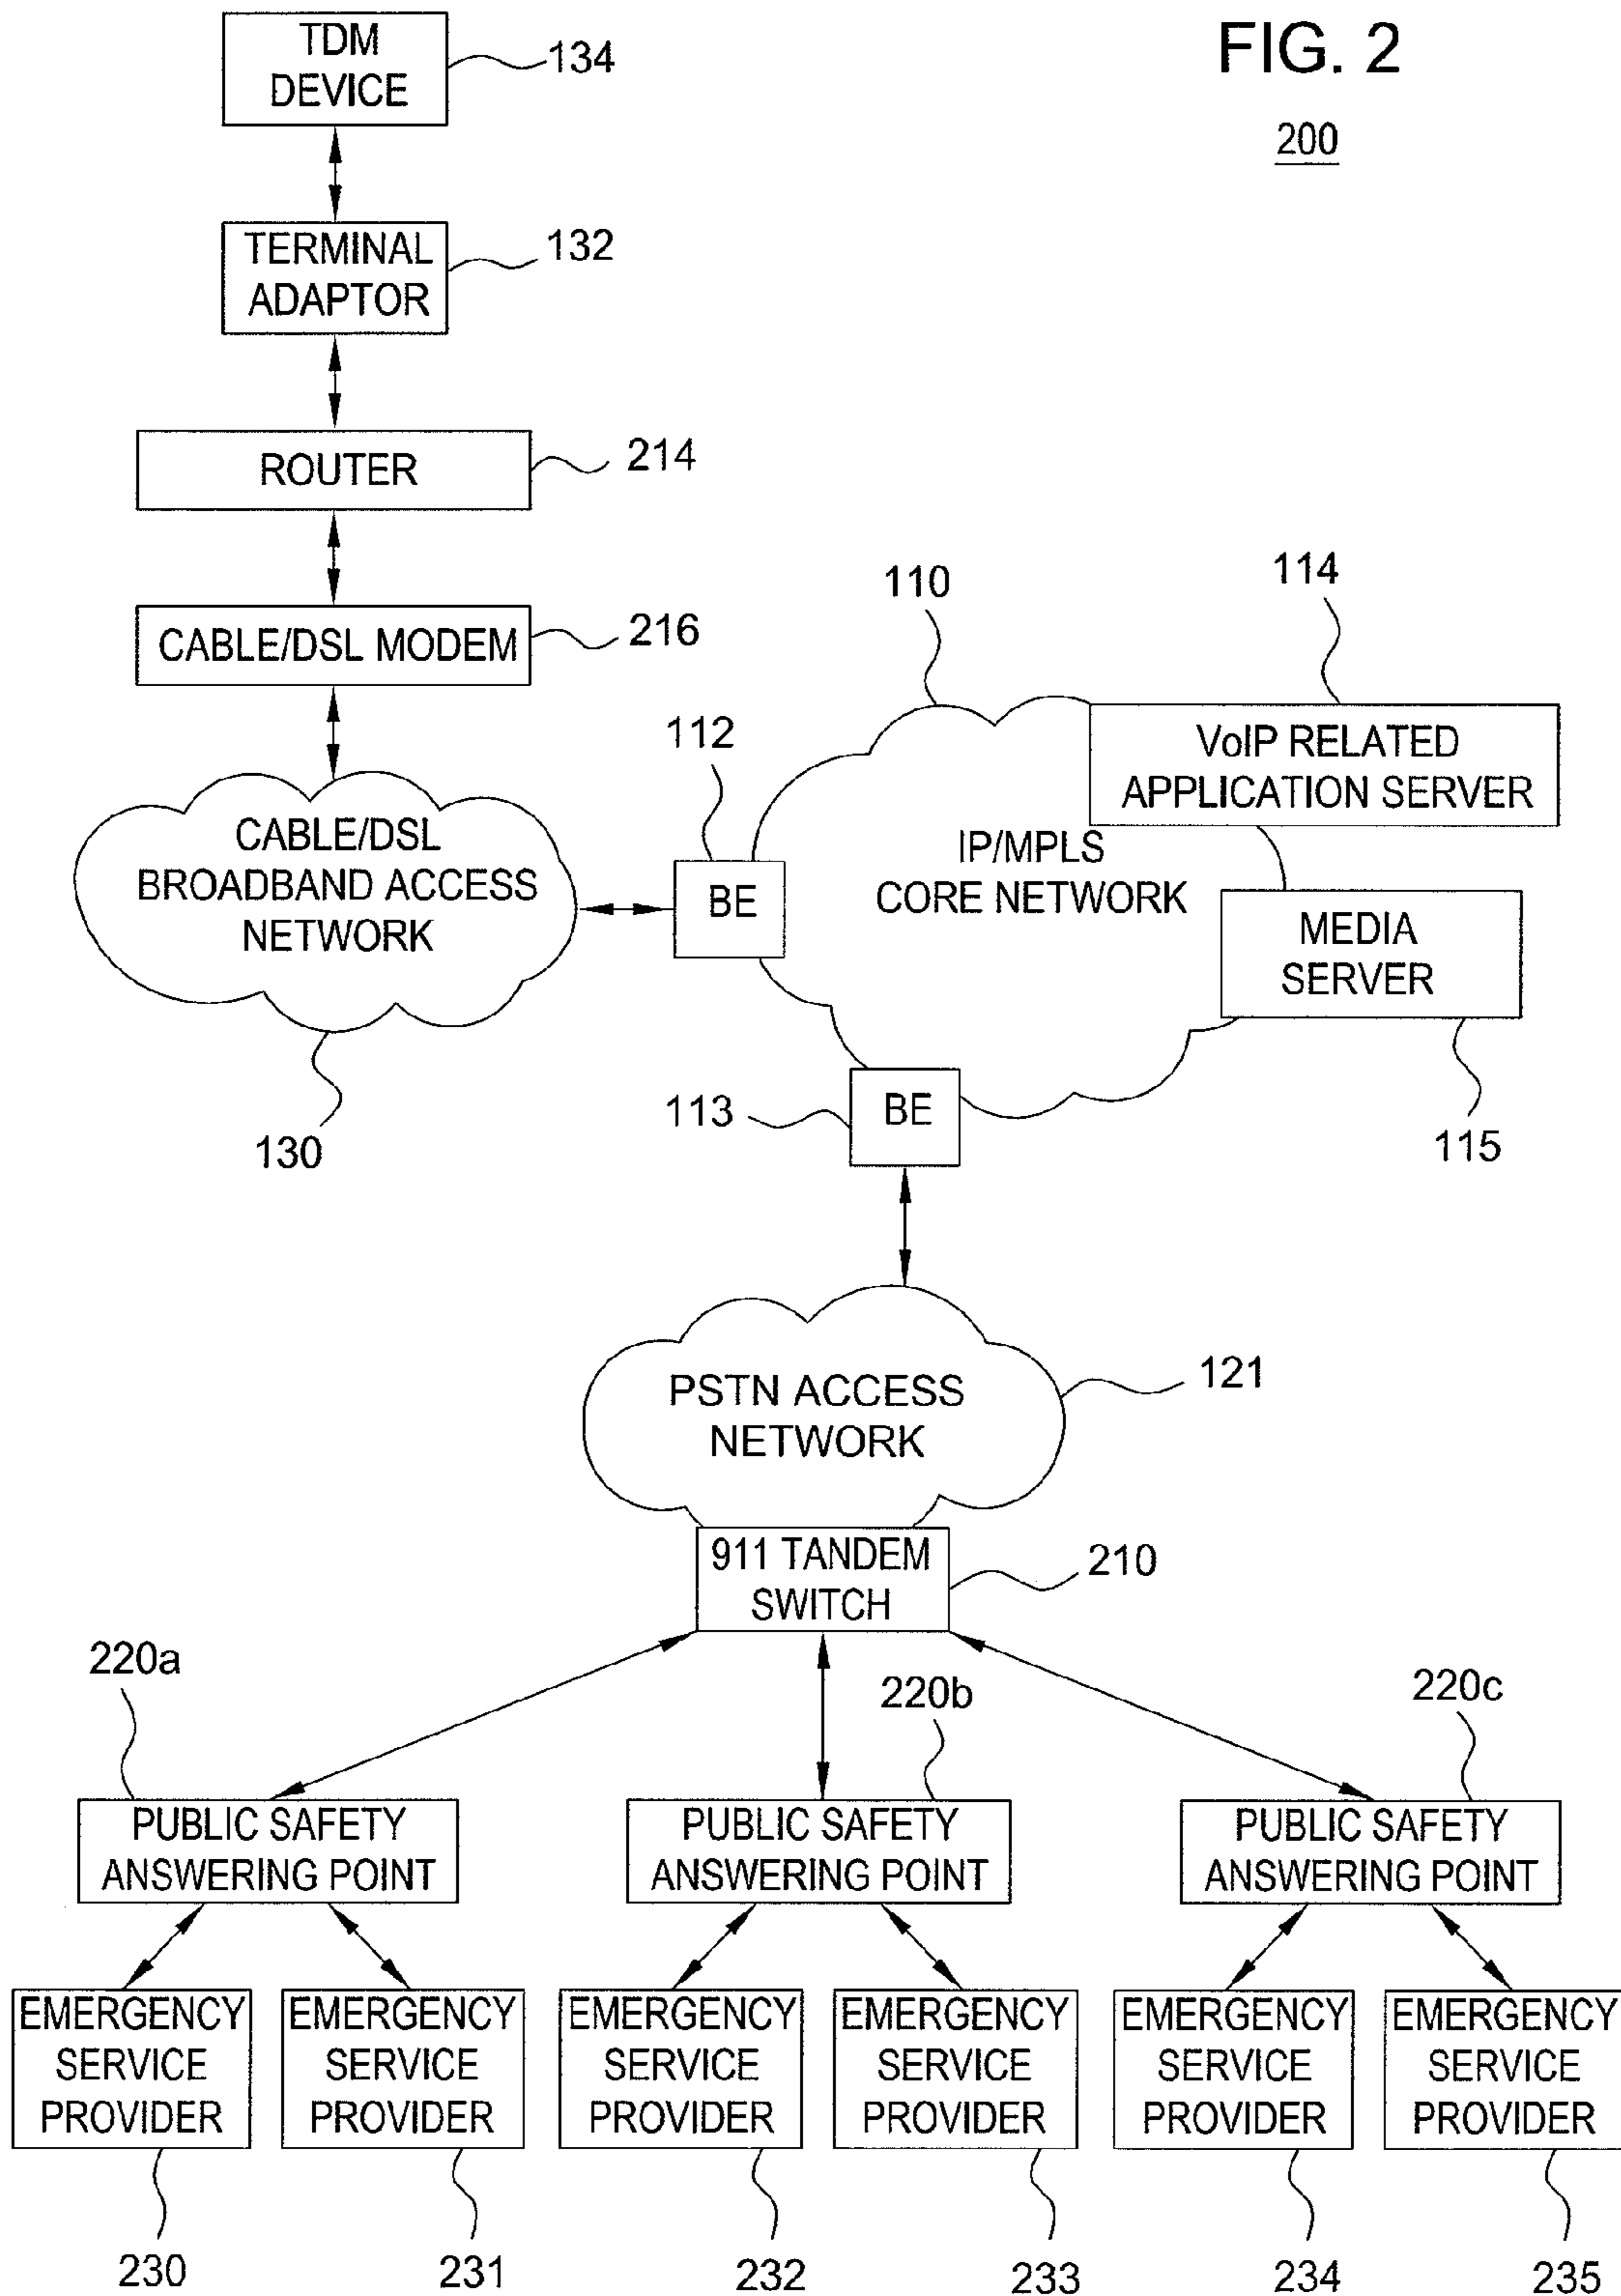 FIG. 2
200
TDM
DEVICE
134
TERMINAL
ADAPTOR
132
ROUTER
214
CABLE/DSL MODEM
216
110
114
112
VoIP RELATED
APPLICATION SERVER
CABLE/DSL
BROADBAND ACCESS
NETWORK
BE
IP/MPLS
CORE NETWORK
MEDIA
SERVER
130
113
BE
115
PSTN ACCESS
NETWORK
121
911 TANDEM
SWITCH
210
220a
220b
220c
PUBLIC SAFETY
ANSWERING POINT
PUBLIC SAFETY
ANSWERING POINT
PUBLIC SAFETY
ANSWERING POINT
EMERGENCY
SERVICE
PROVIDER
EMERGENCY
SERVICE
PROVIDER
EMERGENCY
SERVICE
PROVIDER
EMERGENCY
SERVICE
PROVIDER
EMERGENCY
SERVICE
PROVIDER
EMERGENCY
SERVICE
PROVIDER
230
231
232
233
234
235